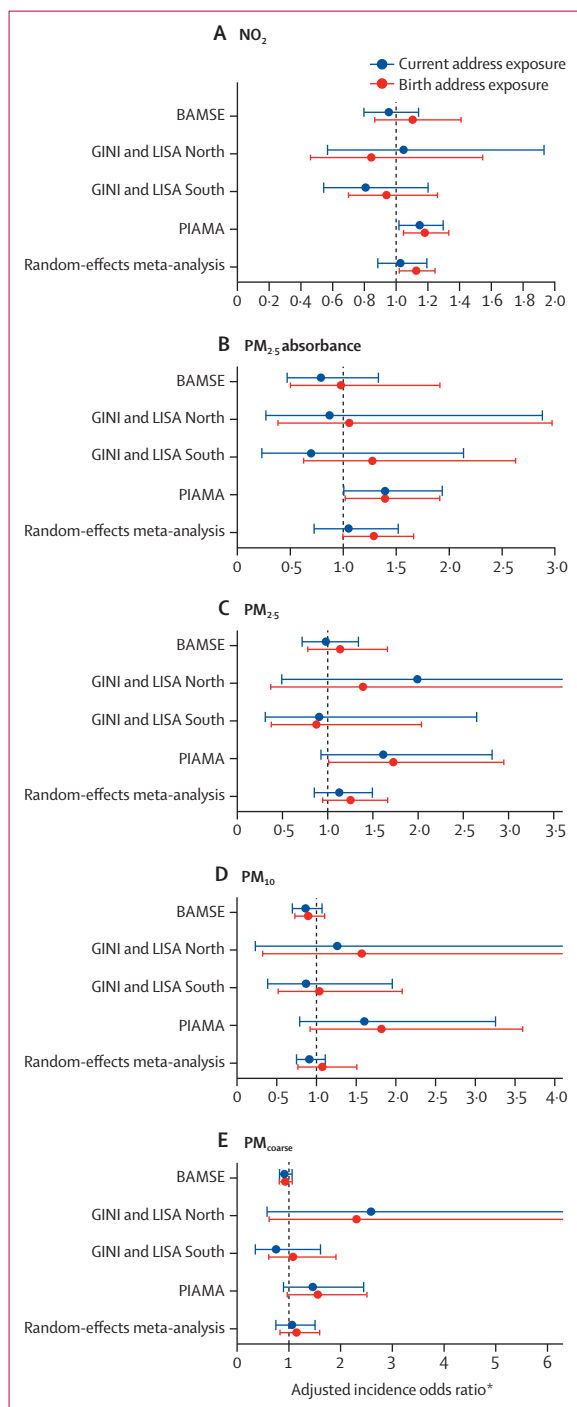 A NO₂
Current address exposure
Birth address exposure
BAMSE
GINI and LISA North
GINI and LISA South
PIAMA
Random-effects meta-analysis
0 0·2 0·4 0·6 0·8 1·0 1·2 1·4 1·6 1·8 2·0
B PM₂·₅ absorbance
BAMSE
GINI and LISA North
GINI and LISA South
PIAMA
Random-effects meta-analysis
0 0·5 1·0 1·5 2·0 2·5 3·0
C PM₂·₅
BAMSE
GINI and LISA North
GINI and LISA South
PIAMA
Random-effects meta-analysis
0 0·5 1·0 1·5 2·0 2·5 3·0 3·5
D PM₁₀
BAMSE
GINI and LISA North
GINI and LISA South
PIAMA
Random-effects meta-analysis
0 0·5 1·0 1·5 2·0 2·5 3·0 3·5 4·0
E PMcoarse
BAMSE
GINI and LISA North
GINI and LISA South
PIAMA
Random-effects meta-analysis
0 1 2 3 4 5 6
Adjusted incidence odds ratio*